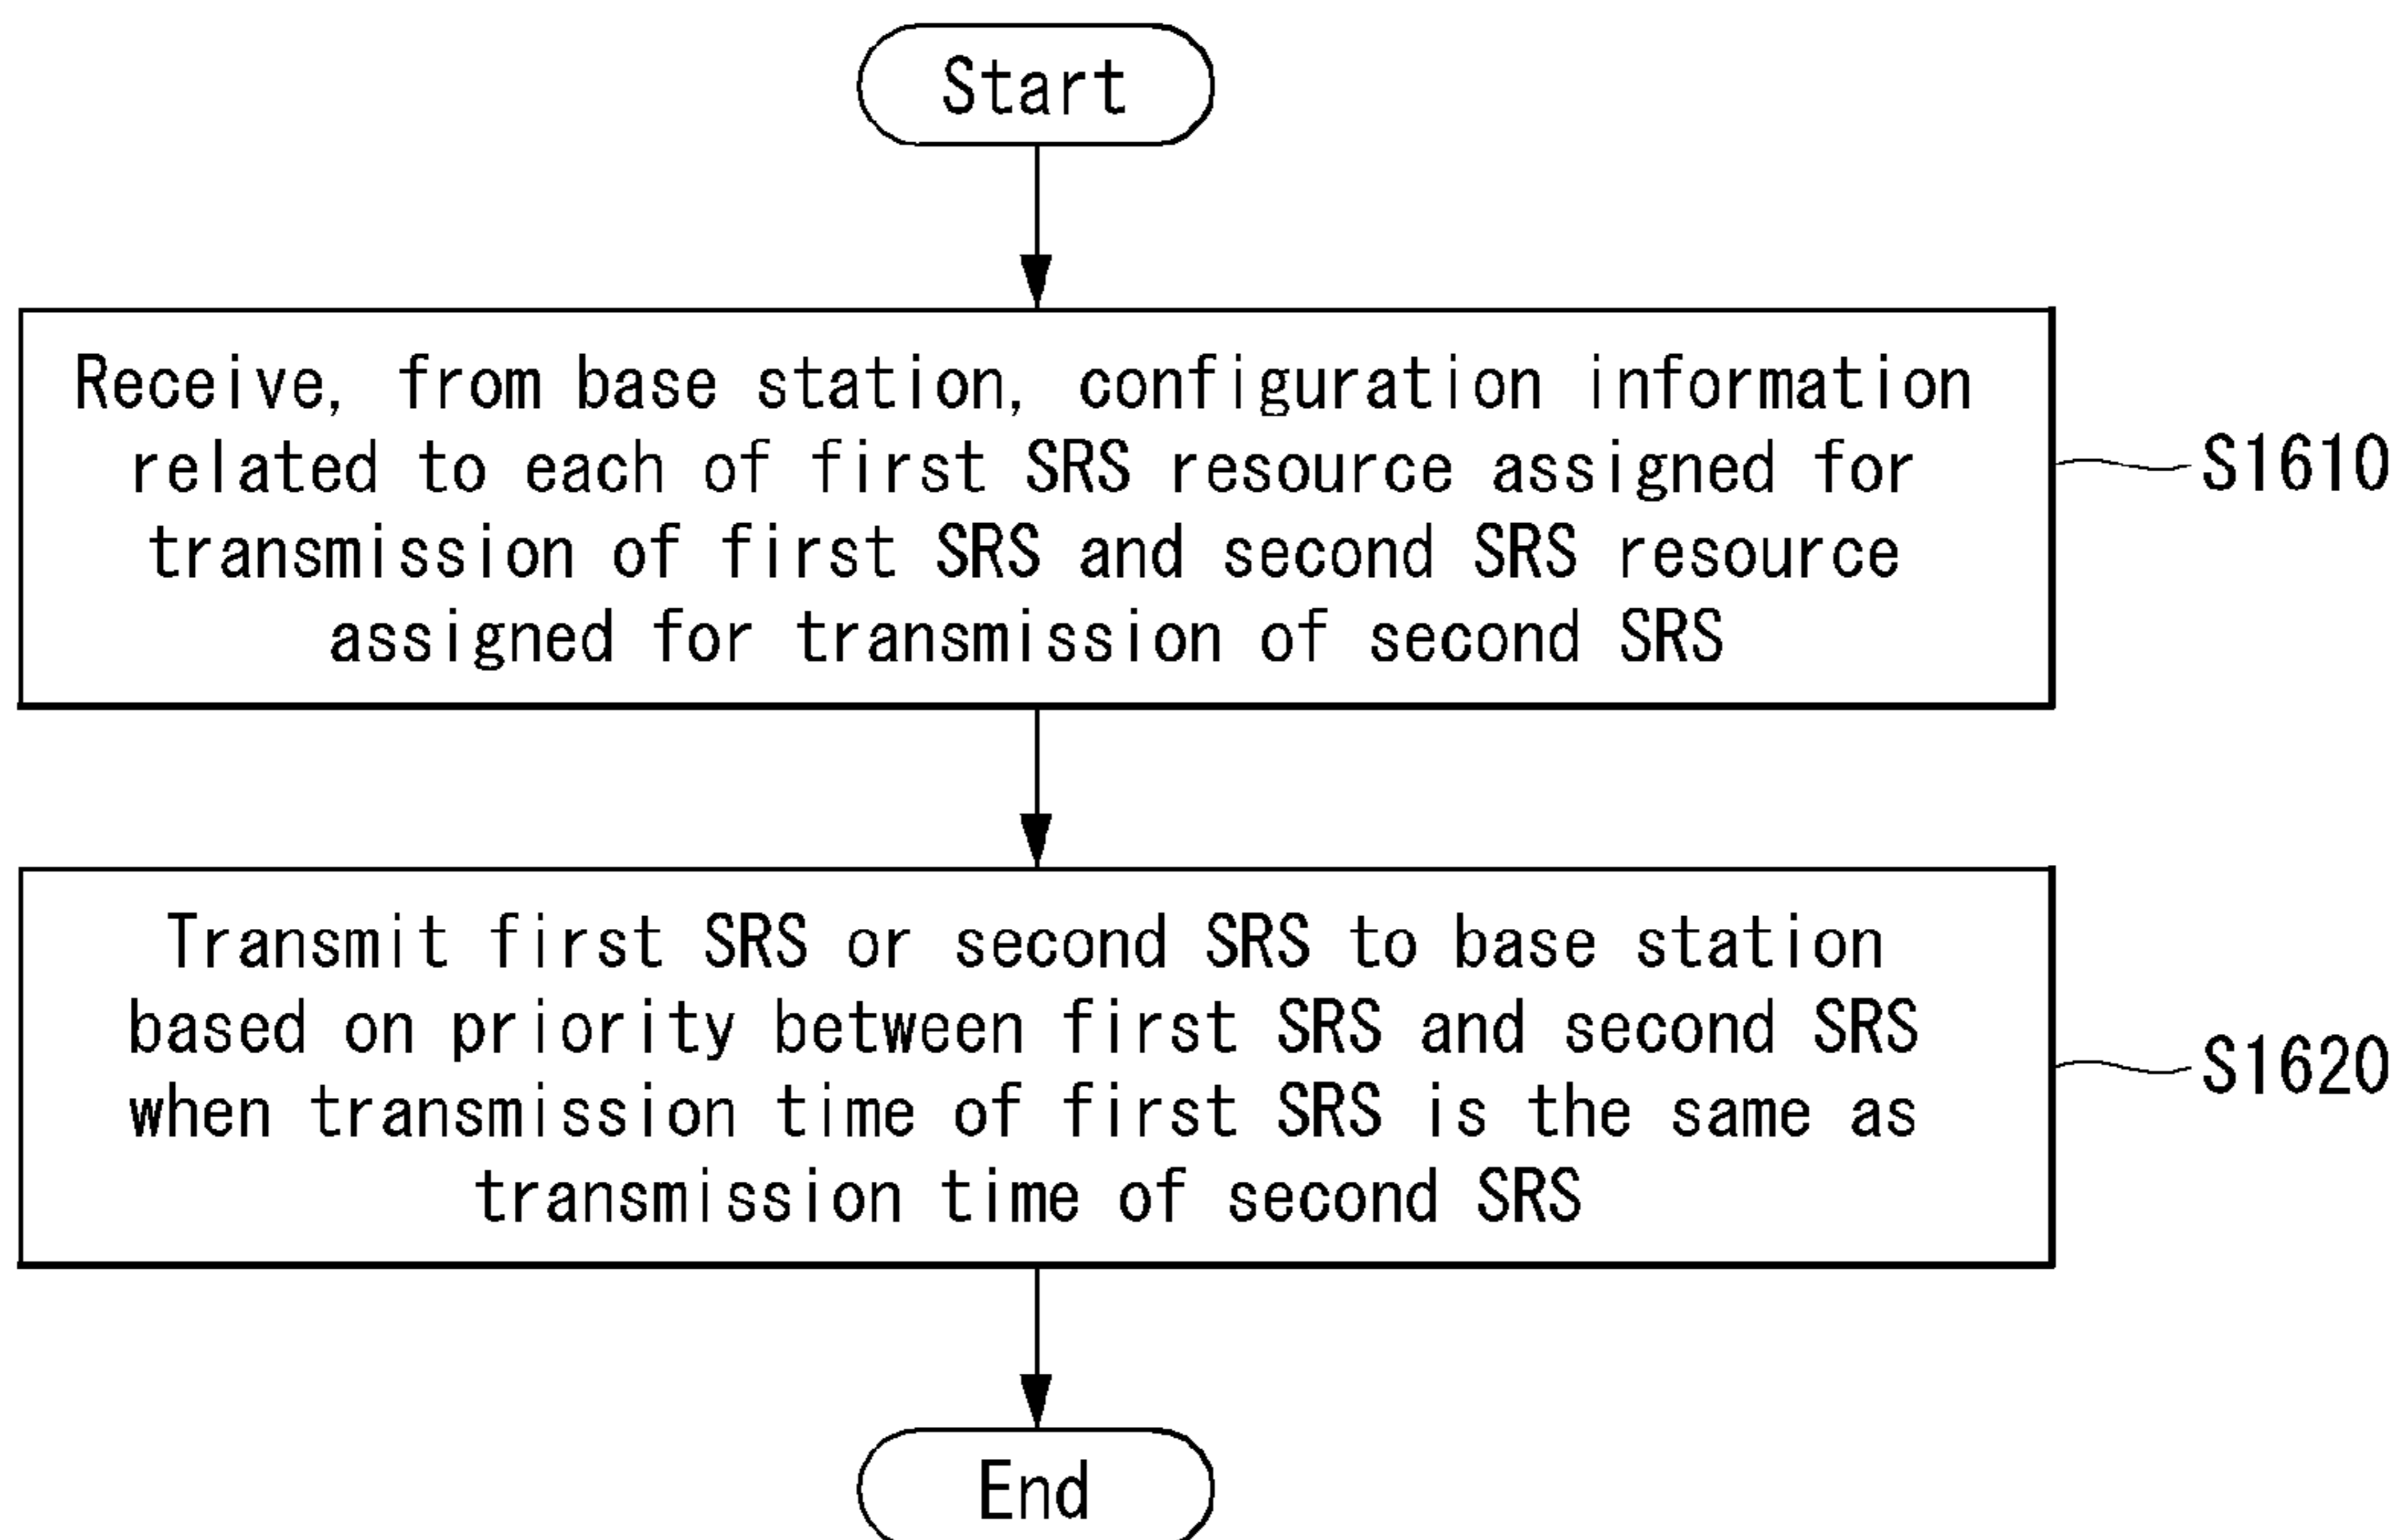 Start
Receive, from base station, configuration information
related to each of first SRS resource assigned for
transmission of first SRS and second SRS resource
assigned for transmission of second SRS
S1610
Transmit first SRS or second SRS to base station
based on priority between first SRS and second SRS
when transmission time of first SRS is the same as
transmission time of second SRS
S1620
End